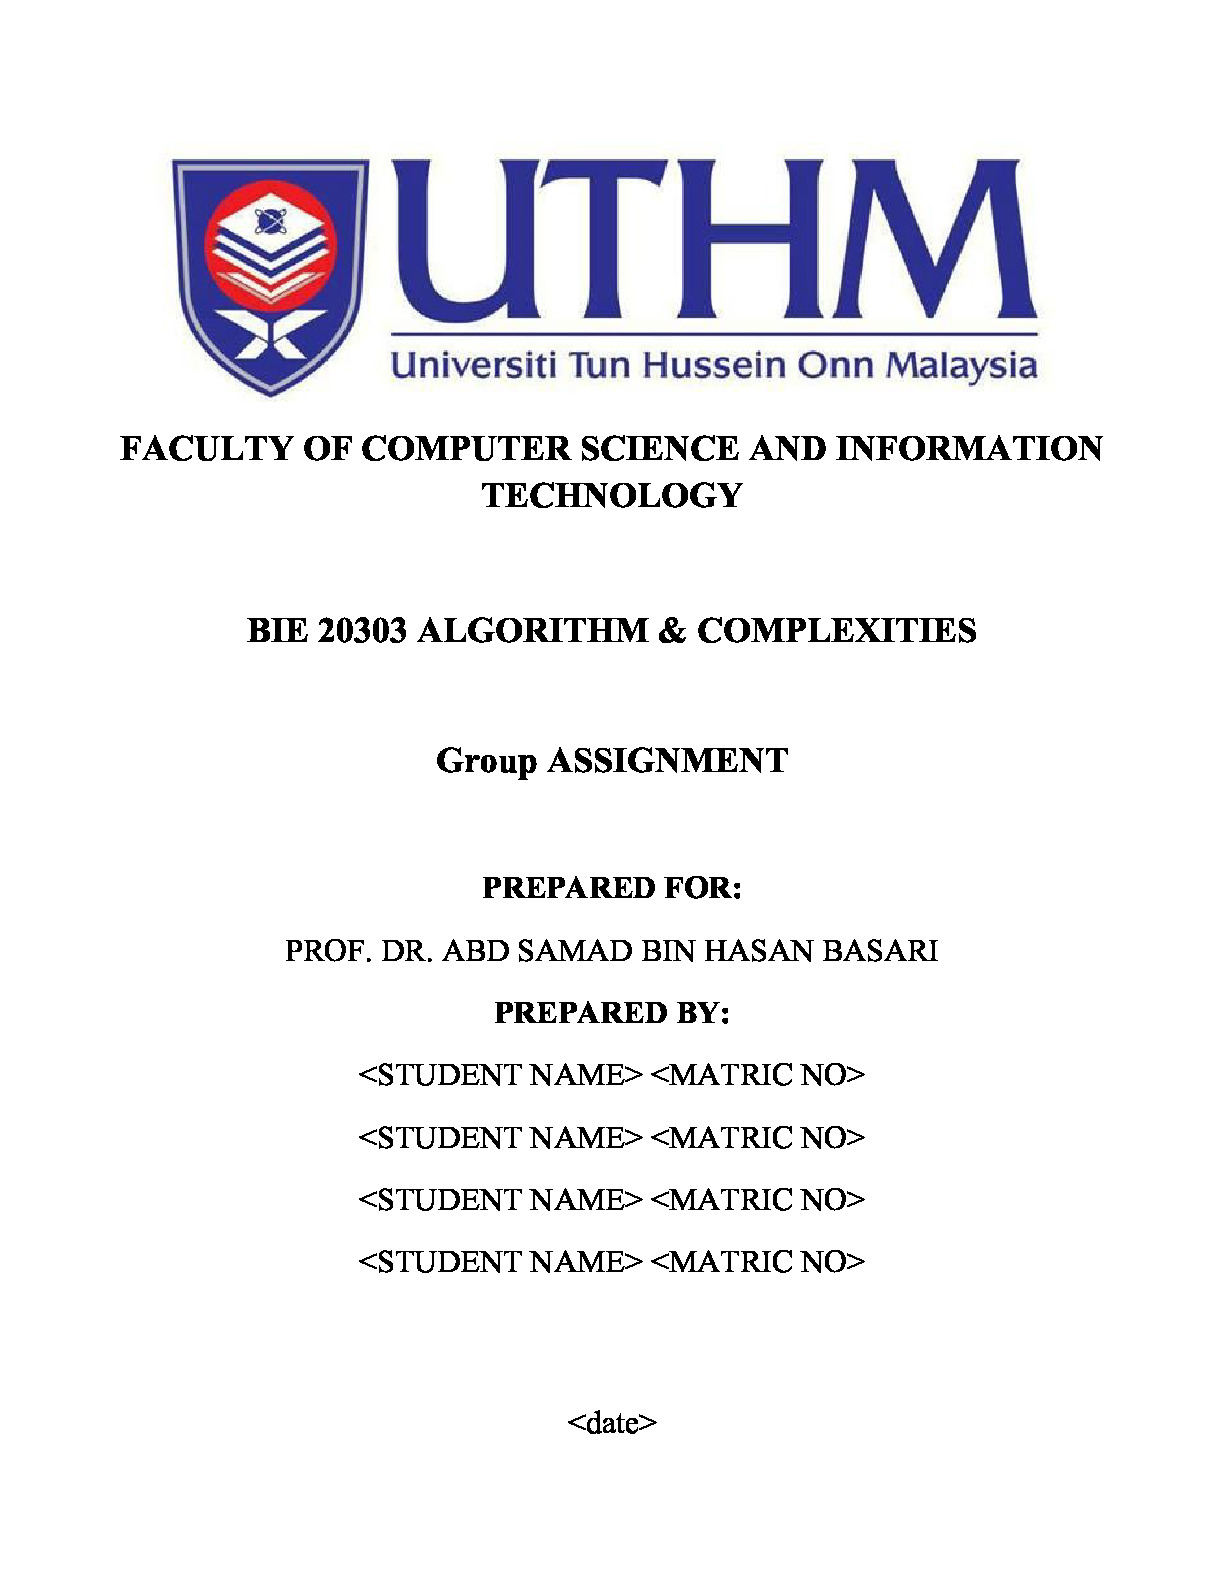 UTHM
Universiti Tun Hussein Onn Malaysia
FACULTY OF COMPUTER SCIENCE AND INFORMATION
TECHNOLOGY
BIE 20303 ALGORITHM & COMPLEXITIES
Group ASSIGNMENT
PREPARED FOR:
PROF. DR. ABD SAMAD BIN HASAN BASARI
PREPARED BY:
<STUDENT NAME> <MATRIC NO>
<STUDENT NAME> <MATRIC NO>
<STUDENT NAME> <MATRIC NO>
<STUDENT NAME> <MATRIC NO>
<date>